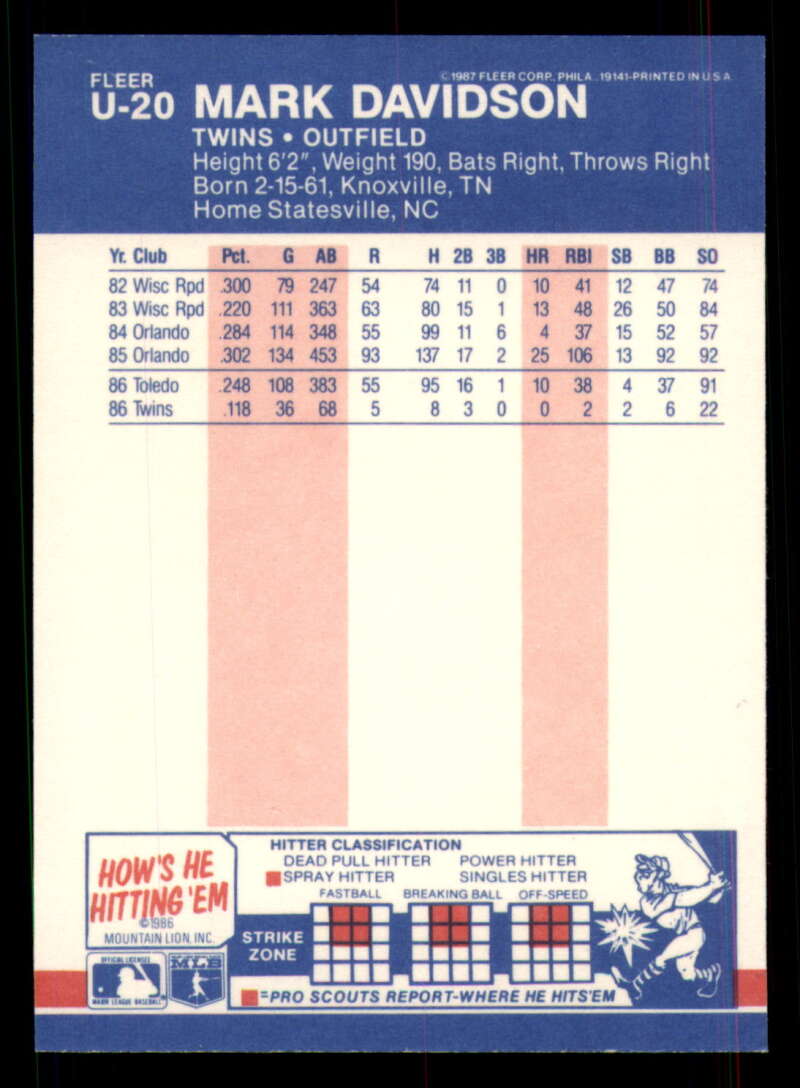 FLEER
©1987 FLEER CORP., PHILA., 19141-PRINTED IN U.S.A
U-20 MARK DAVIDSON
TWINS • OUTFIELD
Height 6'2", Weight 190, Bats Right, Throws Right
Born 2-15-61, Knoxville, TN
Home Statesville, NC
Yr. Club Pct. G AB R H 2B 3B HR RBI SB BB SO
82 Wisc Rpd .300 79 247 54 74 11 0 10 41 12 47 74
83 Wisc Rpd .220 111 363 63 80 15 1 13 48 26 50 84
84 Orlando .284 114 348 55 99 11 6 4 37 15 52 57
85 Orlando .302 134 453 93 137 17 2 25 106 13 92 92
86 Toledo .248 108 383 55 95 16 1 10 38 4 37 91
86 Twins .118 36 68 5 8 3 0 0 2 2 6 22
HOW'S HE
HITTING 'EM
©1986
MOUNTAIN LION, INC.
OFFICIAL LICENSEE
MAJOR LEAGUE BASEBALL
MLB
HITTER CLASSIFICATION
DEAD PULL HITTER POWER HITTER
SPRAY HITTER SINGLES HITTER
FASTBALL BREAKING BALL OFF-SPEED
STRIKE
ZONE
=PRO SCOUTS REPORT-WHERE HE HITS'EM